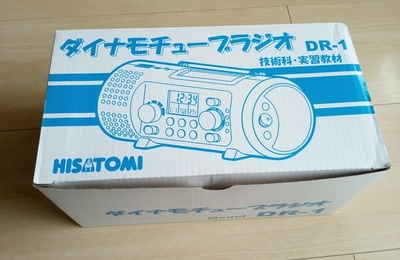 ダイナモチューブラジオ DR-1
技術科・実習教材
12:34
HISATOMI
ダイナモチューブラジオ
Model DR-1